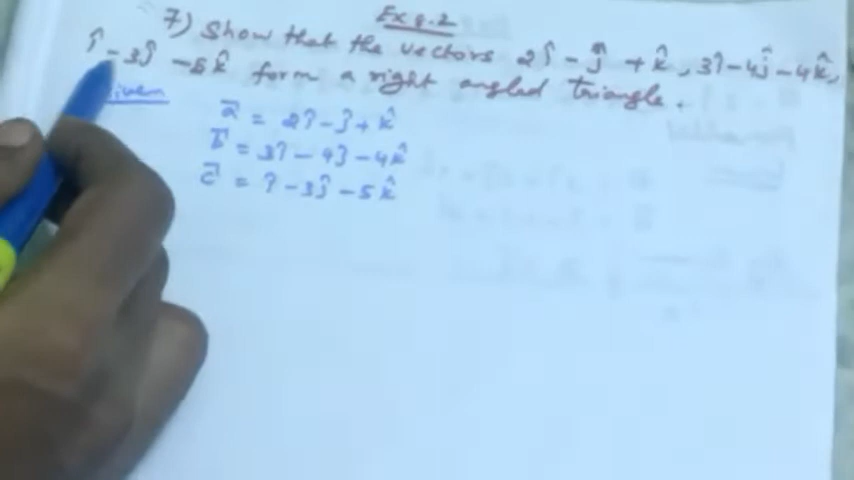 Ex 8.2
7) Show that the vectors 2î - ĵ + k̂, 3î - 4ĵ - 4k̂,
î - 3ĵ - 5k̂ form a right angled triangle.
Given
a⃗ = 2î - ĵ + k̂
b⃗ = 3î - 4ĵ - 4k̂
c⃗ = î - 3ĵ - 5k̂